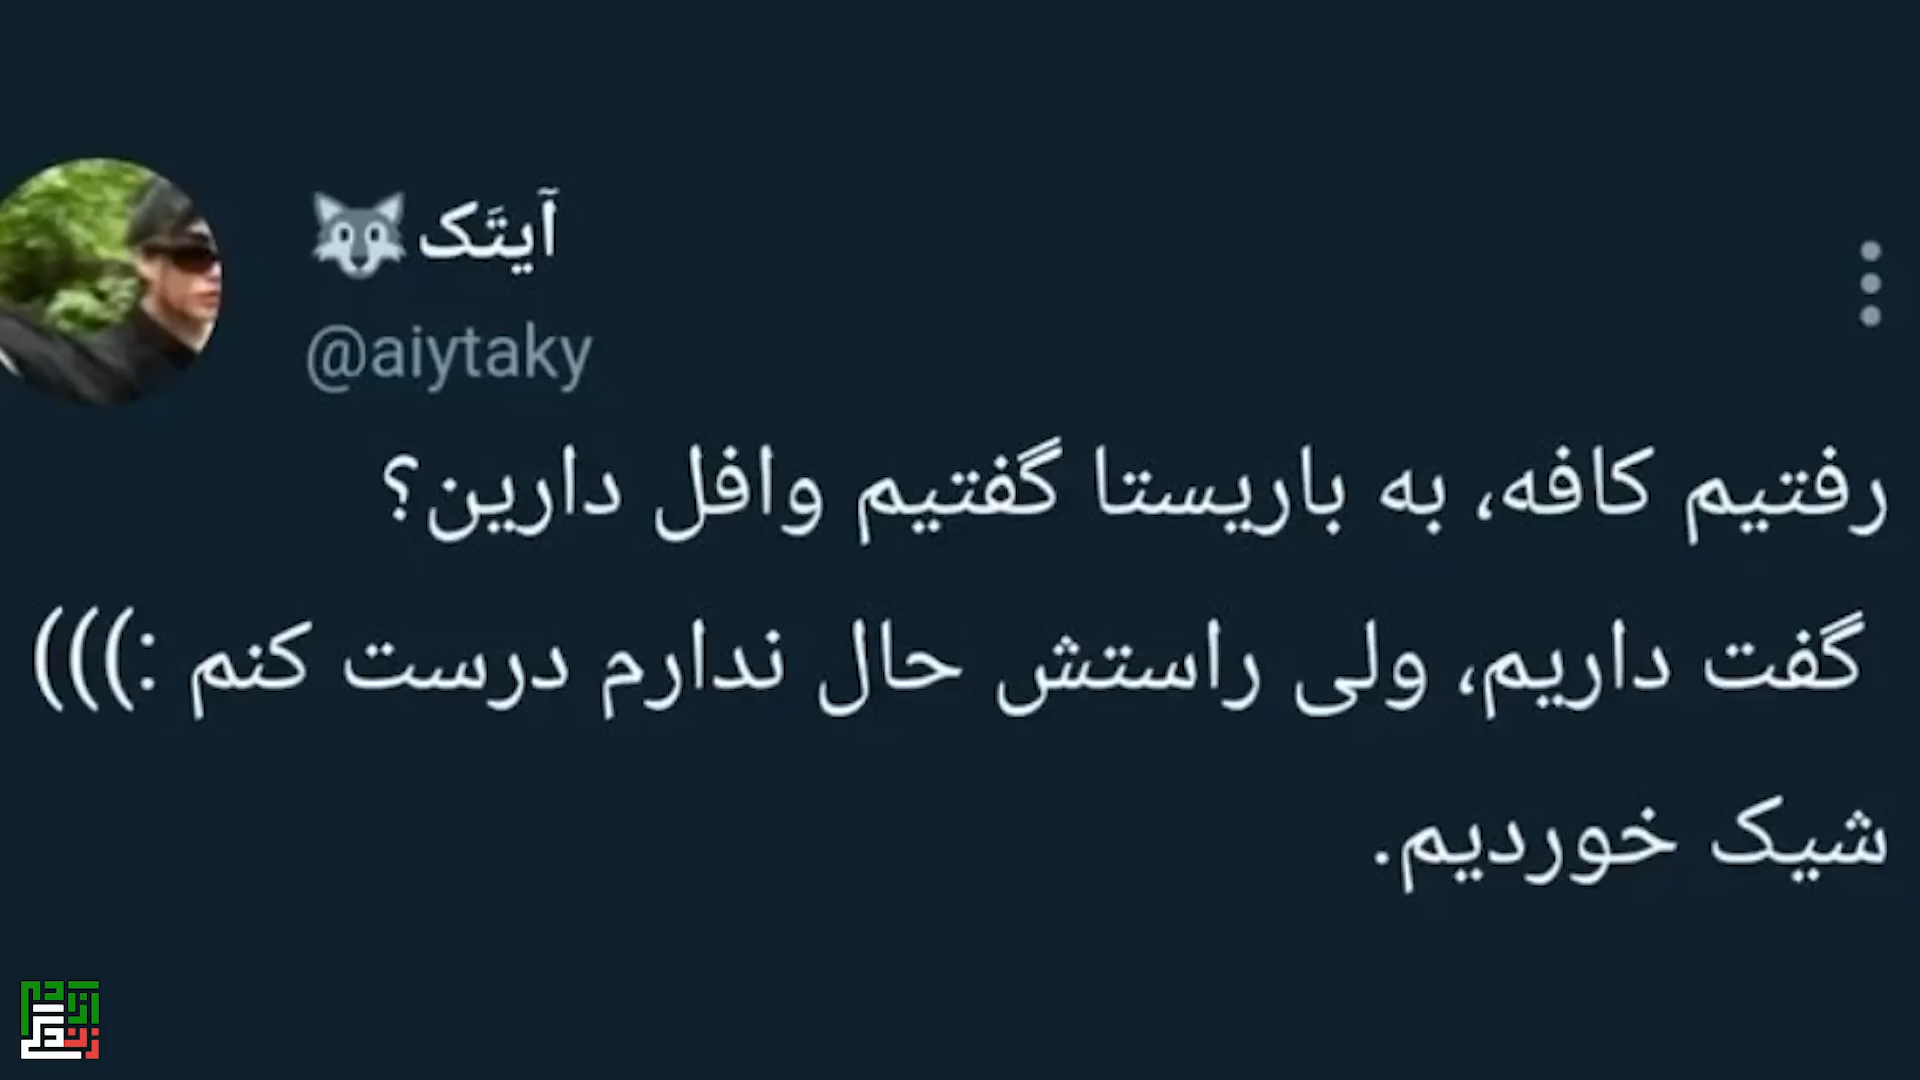 آیتَک🐺
@aiytaky
رفتیم کافه، به باریستا گفتیم وافل دارین؟
گفت داریم، ولی راستش حال ندارم درست کنم :)))
شیک خوردیم.